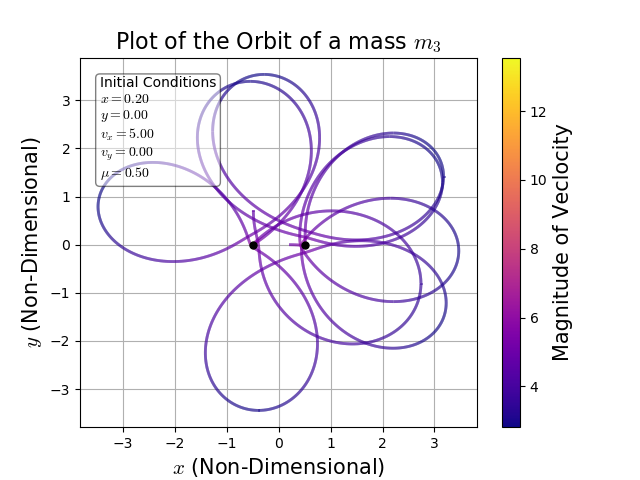 Plot of the Orbit of a mass m₃
Initial Conditions
x = 0.20
y = 0.00
vₓ = 5.00
v_y = 0.00
μ = 0.50
3
2
1
0
−1
−2
−3
y (Non-Dimensional)
−3 −2 −1 0 1 2 3
x (Non-Dimensional)
12
10
8
6
4
Magnitude of Veclocity